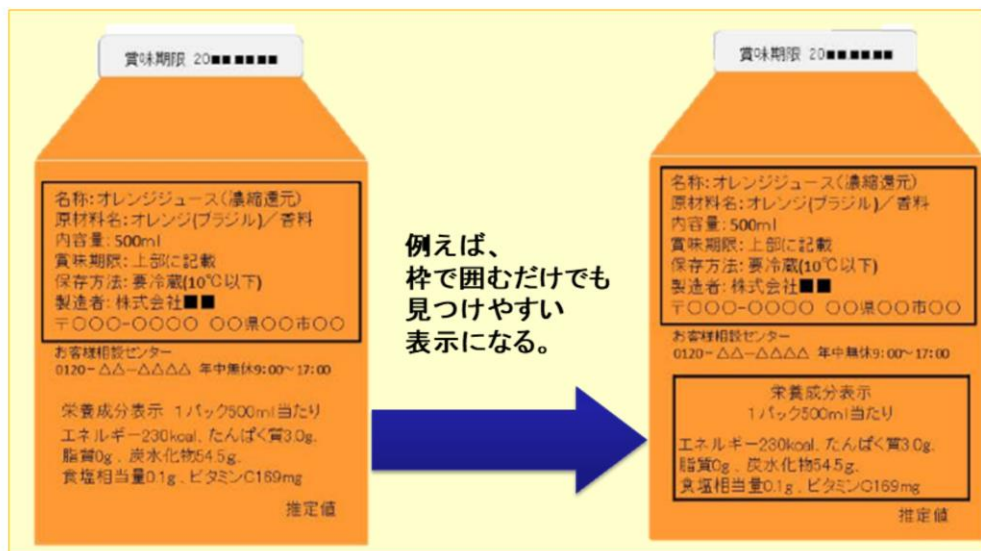 賞味期限 20■■■■■■
名称:オレンジジュース(濃縮還元)
原材料名:オレンジ(ブラジル)/香料
内容量:500ml
賞味期限:上部に記載
保存方法:要冷蔵(10℃以下)
製造者:株式会社■■
〒○○○-○○○○ ○○県○○市○○
お客様相談センター
0120-△△-△△△△ 年中無休9:00~17:00
栄養成分表示 1パック500ml当たり
エネルギー230kcal、たんぱく質3.0g、
脂質0g、炭水化物54.5g、
食塩相当量0.1g、ビタミンC169mg
推定値
例えば、
枠で囲むだけでも
見つけやすい
表示になる。
賞味期限 20■■■■■■
名称:オレンジジュース(濃縮還元)
原材料名:オレンジ(ブラジル)/香料
内容量:500ml
賞味期限:上部に記載
保存方法:要冷蔵(10℃以下)
製造者:株式会社■■
〒○○○-○○○○ ○○県○○市○○
お客様相談センター
0120-△△-△△△△ 年中無休9:00~17:00
栄養成分表示
1パック500ml当たり
エネルギー230kcal、たんぱく質3.0g、
脂質0g、炭水化物54.5g、
食塩相当量0.1g、ビタミンC169mg
推定値